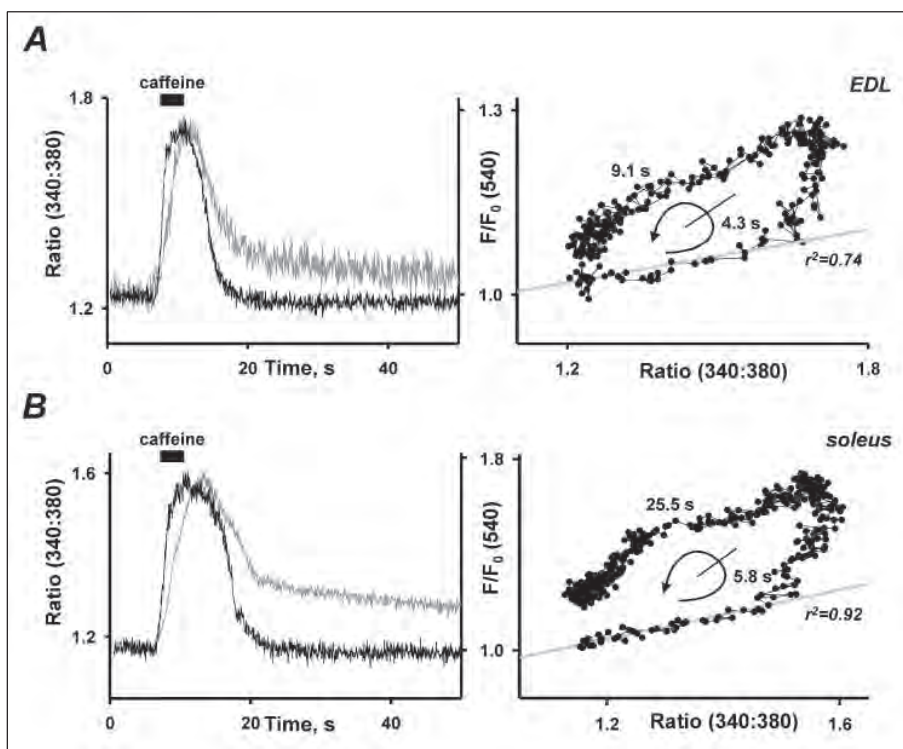 A
caffeine
EDL
1.8
1.3
Ratio (340:380)
F/F0 (540)
9.1 s
4.3 s
r²=0.74
1.2
1.0
0
20
Time, s
40
1.2
Ratio (340:380)
1.8
B
caffeine
soleus
1.6
1.8
Ratio (340:380)
F/F0 (540)
25.5 s
5.8 s
r²=0.92
1.2
1.0
0
20
Time, s
40
1.2
Ratio (340:380)
1.6